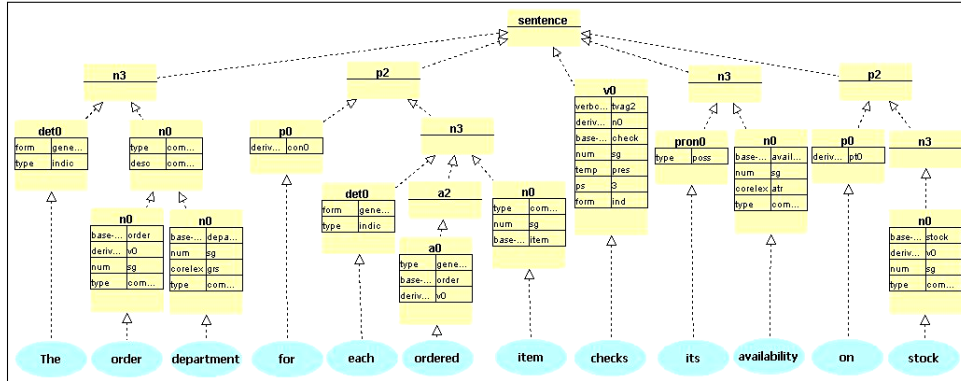 sentence
n3
p2
v0
verbc... tvag2
deriv... n0
base-... check
num sg
temp pres
ps 3
form ind
n3
p2
det0
form gene...
type indic
n0
type com...
desc com...
p0
deriv... con0
n3
pron0
type poss
n0
base-... avail...
num sg
corelex atr
type com...
p0
deriv... pt0
n3
det0
form gene...
type indic
a2
n0
type com...
num sg
base-... item
n0
base-... order
deriv... v0
num sg
type com...
n0
base-... depa...
num sg
corelex grs
type com...
a0
type gene...
base-... order
deriv... v0
n0
base-... stock
deriv... v0
num sg
type com...
The order department for each ordered item checks its availability on stock